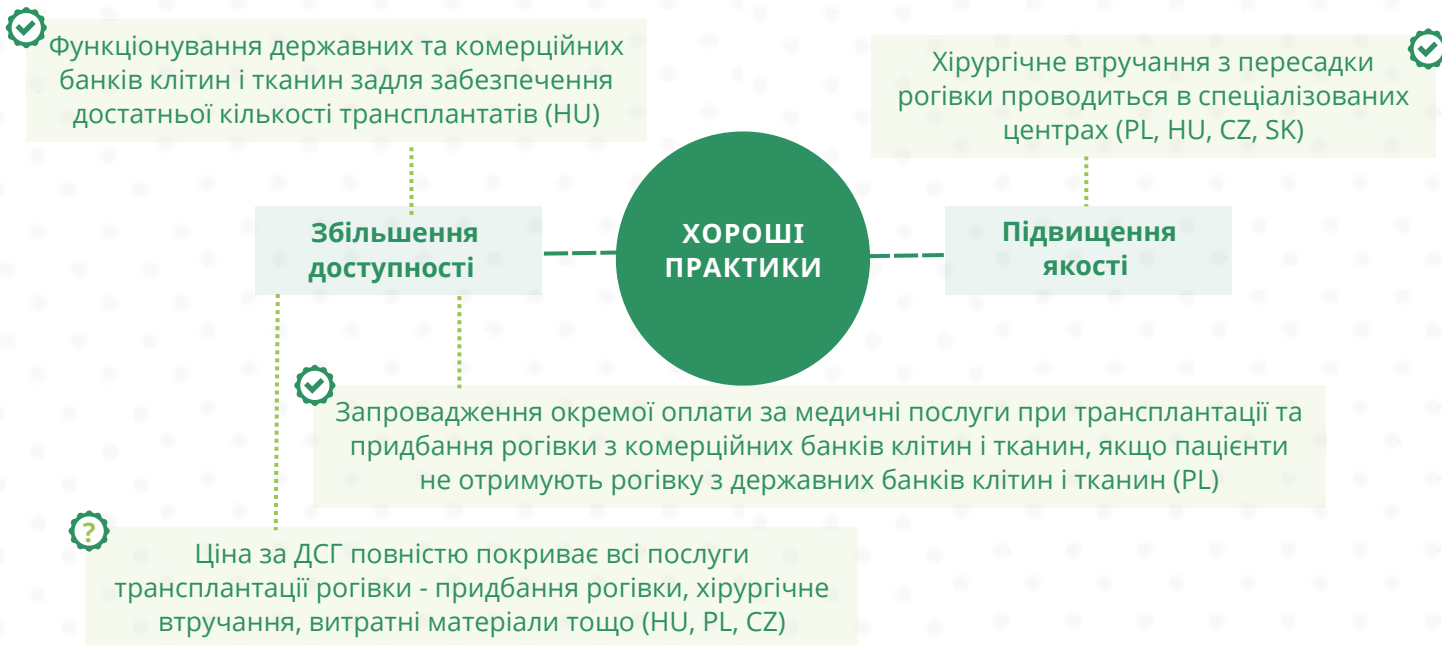 Функціонування державних та комерційних
банків клітин і тканин задля забезпечення
достатньої кількості трансплантатів (HU)
Хірургічне втручання з пересадки
рогівки проводиться в спеціалізованих
центрах (PL, HU, CZ, SK)
Збільшення
доступності
ХОРОШІ
ПРАКТИКИ
Підвищення
якості
Запровадження окремої оплати за медичні послуги при трансплантації та
придбання рогівки з комерційних банків клітин і тканин, якщо пацієнти
не отримують рогівку з державних банків клітин і тканин (PL)
?
Ціна за ДСГ повністю покриває всі послуги
трансплантації рогівки - придбання рогівки, хірургічне
втручання, витратні матеріали тощо (HU, PL, CZ)